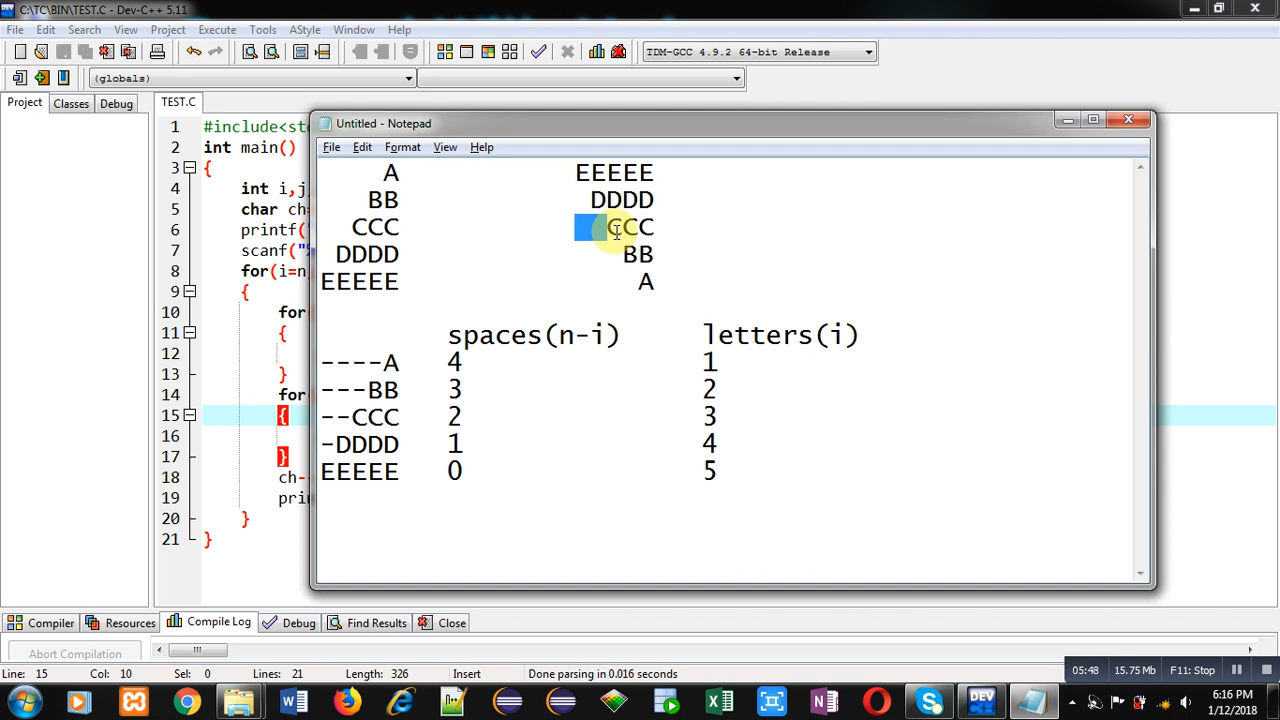 C:\TC\BIN\TEST.C - Dev-C++ 5.11
File Edit Search View Project Execute Tools AStyle Window Help
TDM-GCC 4.9.2 64-bit Release
(globals)
Project Classes Debug TEST.C
1 #include<st
2 int main()
3 {
4 int i,j
5 char ch=
6 printf("
7 scanf("%
8 for(i=n
9 {
10 for(
11 {
12
13 }
14 for(
15 {
16
17 }
18 ch-
19 prin
20 }
21 }
Untitled - Notepad
File Edit Format View Help
A EEEEE
BB DDDD
CCC CCC
DDDD BB
EEEEE A
spaces(n-i) letters(i)
----A 4 1
---BB 3 2
--CCC 2 3
-DDDD 1 4
EEEEE 0 5
Compiler Resources Compile Log Debug Find Results Close
Abort Compilation
Line: 15 Col: 10 Sel: 0 Lines: 21 Length: 326 Insert Done parsing in 0.016 seconds
05:48 15.75 Mb F11: Stop
6:16 PM
1/12/2018